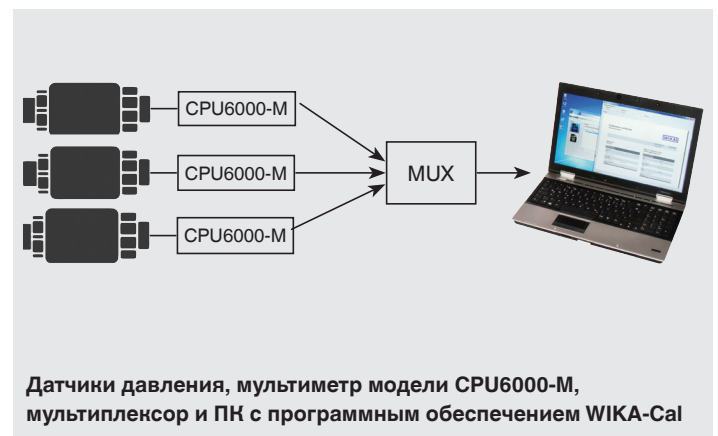 CPU6000-M
CPU6000-M
MUX
CPU6000-M
Датчики давления, мультиметр модели CPU6000-M,
мультиплексор и ПК с программным обеспечением WIKA-Cal